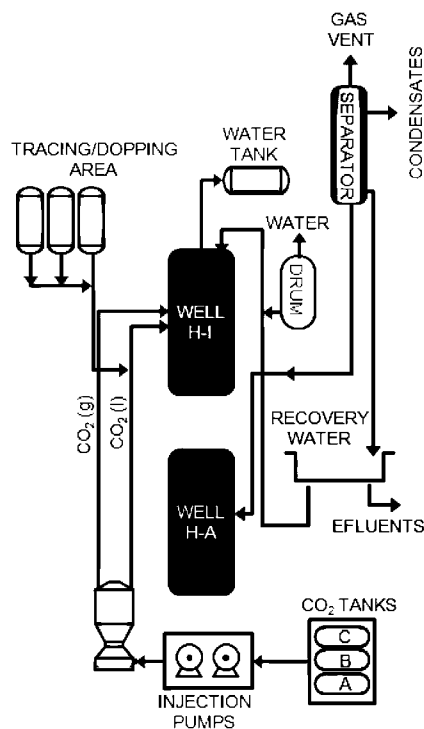 GAS
VENT
SEPARATOR
CONDENSATES
TRACING/DOPPING
AREA
WATER
TANK
WATER
DRUM
WELL
H-I
CO₂ (g)
CO₂ (l)
RECOVERY
WATER
WELL
H-A
EFLUENTS
CO₂ TANKS
C
B
A
INJECTION
PUMPS